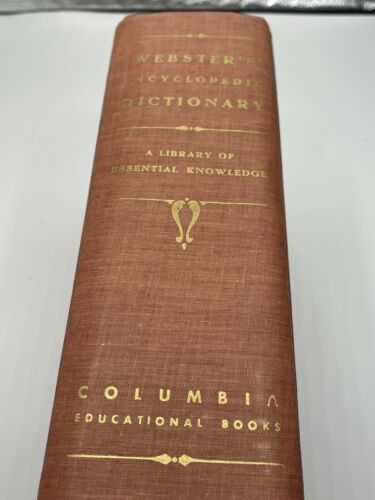 WEBSTER'S
ENCYCLOPEDIC
DICTIONARY
A LIBRARY OF
ESSENTIAL KNOWLEDGE
COLUMBIA
EDUCATIONAL BOOKS